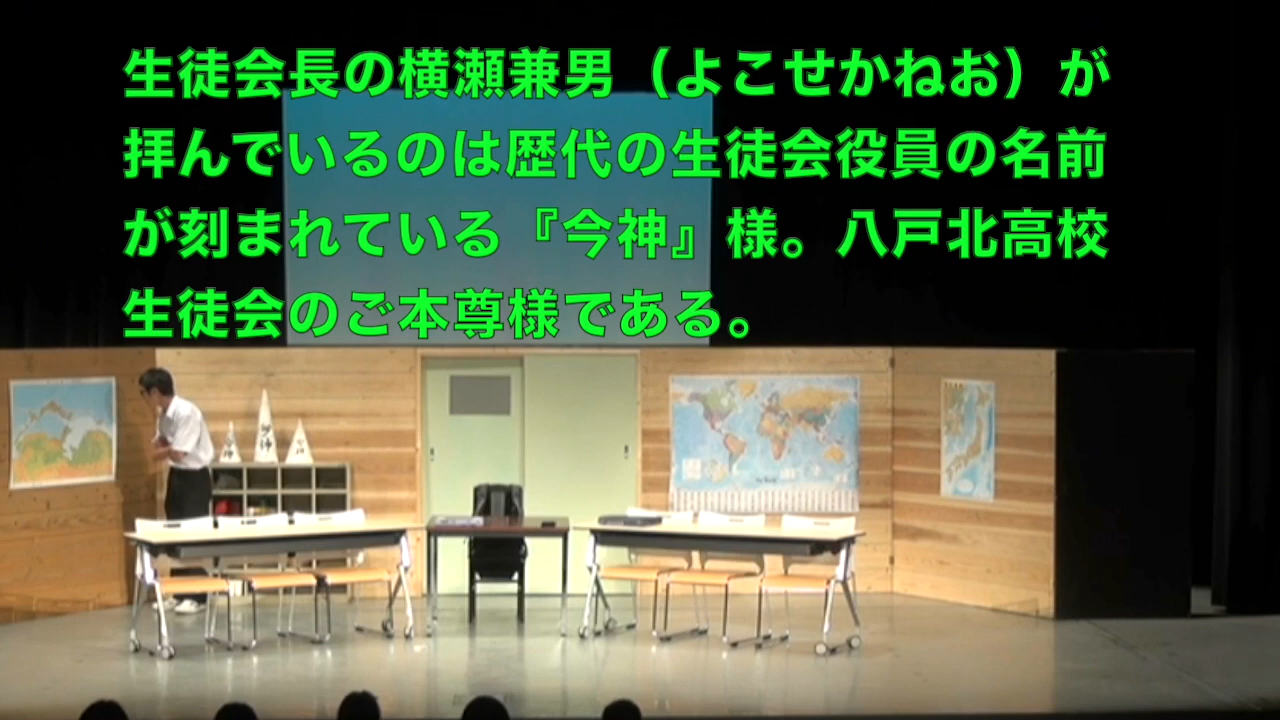 生徒会長の横瀬兼男（よこせかねお）が
拝んでいるのは歴代の生徒会役員の名前
が刻まれている『今神』様。八戸北高校
生徒会のご本尊様である。